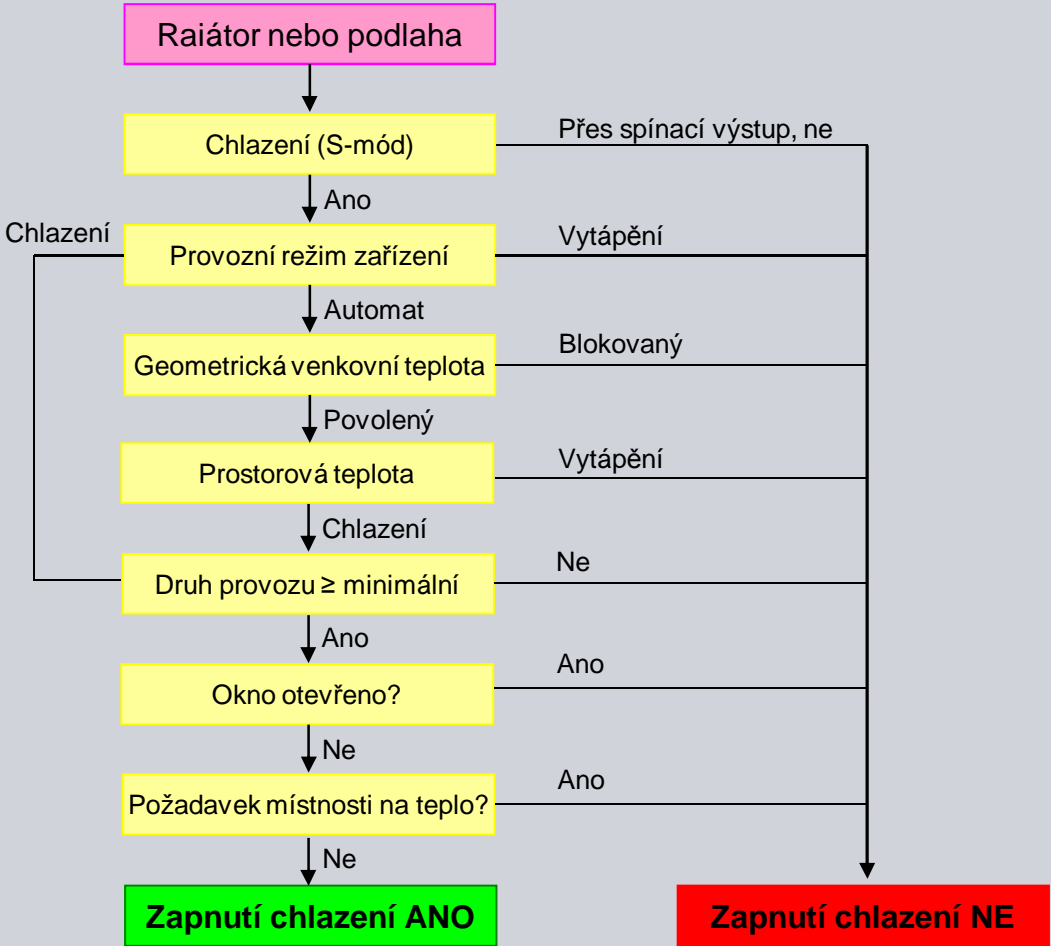 Raiátor nebo podlaha
Chlazení (S-mód)
Přes spínací výstup, ne
Ano
Chlazení
Provozní režim zařízení
Vytápění
Automat
Geometrická venkovní teplota
Blokovaný
Povolený
Prostorová teplota
Vytápění
Chlazení
Druh provozu ≥ minimální
Ne
Ano
Okno otevřeno?
Ano
Ne
Požadavek místnosti na teplo?
Ano
Ne
Zapnutí chlazení ANO
Zapnutí chlazení NE